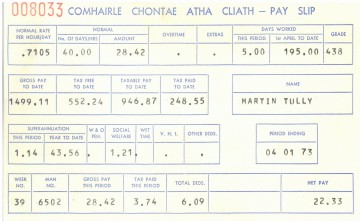 008033 COMHAIRLE CHONTAE ATHA CLIATH – PAY SLIP
NORMAL RATE PER HOUR/DAY NORMAL OVERTIME EXTRAS DAYS WORKED GRADE
No. OF DAYS/HRS AMOUNT THIS PERIOD 1st APRIL TO DATE
.7105 40.00 28.42 . . 5.00 195.00 438
GROSS PAY TO DATE TAX FREE TO DATE TAXABLE PAY TO DATE TAX PAID TO DATE NAME
1499.11 552.24 946.87 248.55 MARTIN TULLY
SUPERANNUATION W & O PEN. SOCIAL WELFARE WET TIME V.H.I. OTHER DEDS. PERIOD ENDING
THIS PERIOD YEAR TO DATE
1.14 43.56 . 1.21 . . . 04 01 73
WEEK NO. MAN NO. GROSS PAY THIS PERIOD TAX PAID THIS PERIOD TOTAL DEDS. NET PAY
39 6502 28.42 3.74 6.09 22.33